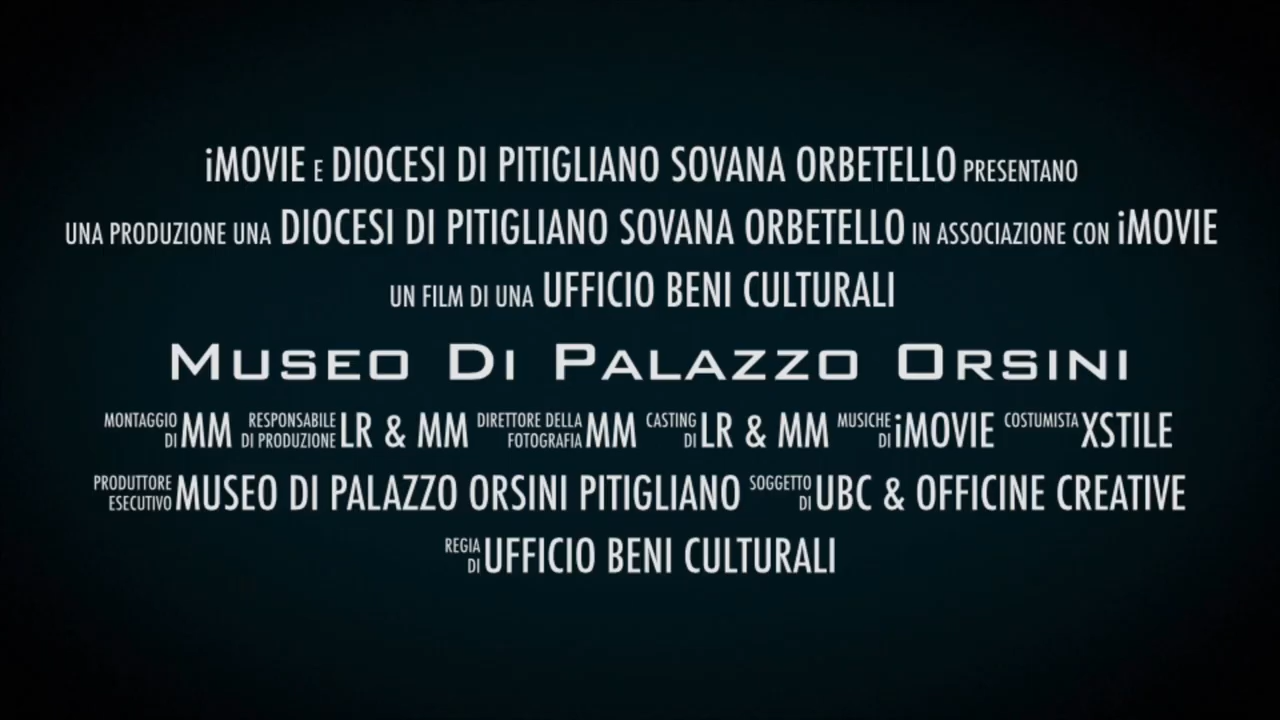 iMOVIE E DIOCESI DI PITIGLIANO SOVANA ORBETELLO PRESENTANO
UNA PRODUZIONE UNA DIOCESI DI PITIGLIANO SOVANA ORBETELLO IN ASSOCIAZIONE CON iMOVIE
UN FILM DI UNA UFFICIO BENI CULTURALI
MUSEO DI PALAZZO ORSINI
MONTAGGIO DI MM RESPONSABILE DI PRODUZIONE LR & MM DIRETTORE DELLA FOTOGRAFIA MM CASTING DI LR & MM MUSICHE DI iMOVIE COSTUMISTA XSTILE
PRODUTTORE ESECUTIVO MUSEO DI PALAZZO ORSINI PITIGLIANO SOGGETTO DI UBC & OFFICINE CREATIVE
REGIA DI UFFICIO BENI CULTURALI